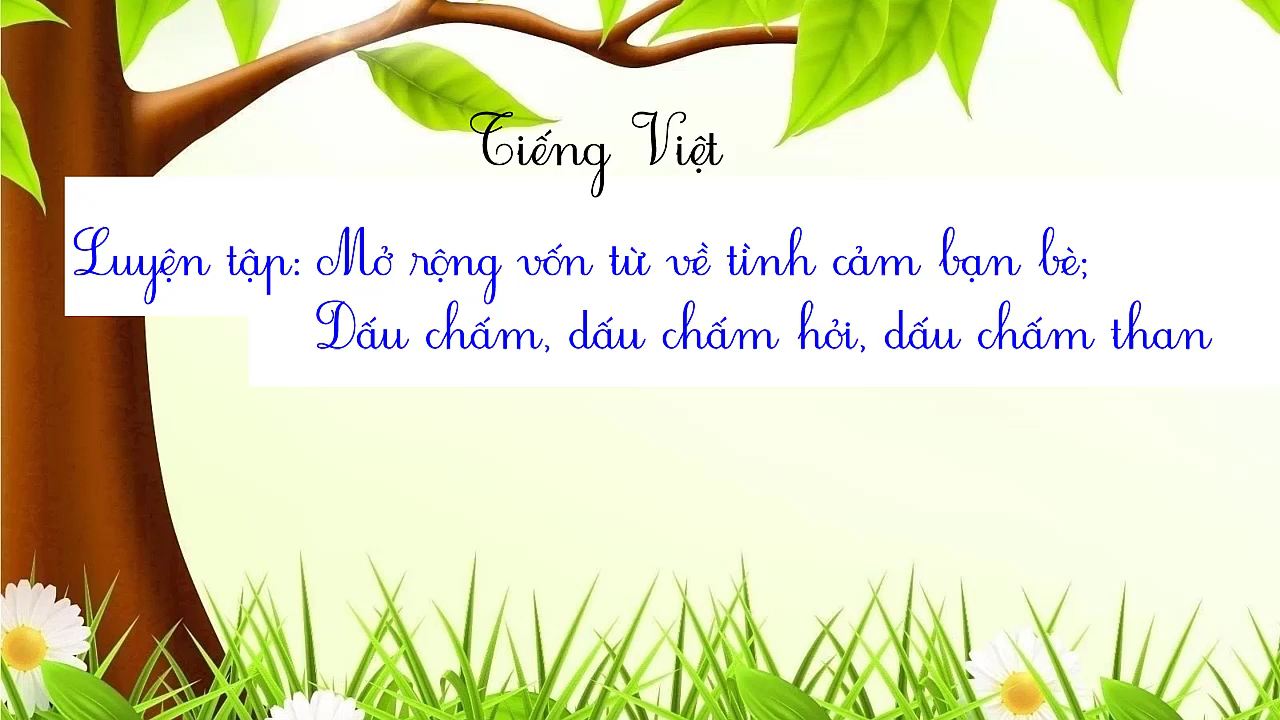 Tiếng Việt
Luyện tập: Mở rộng vốn từ về tình cảm bạn bè;
Dấu chấm, dấu chấm hỏi, dấu chấm than